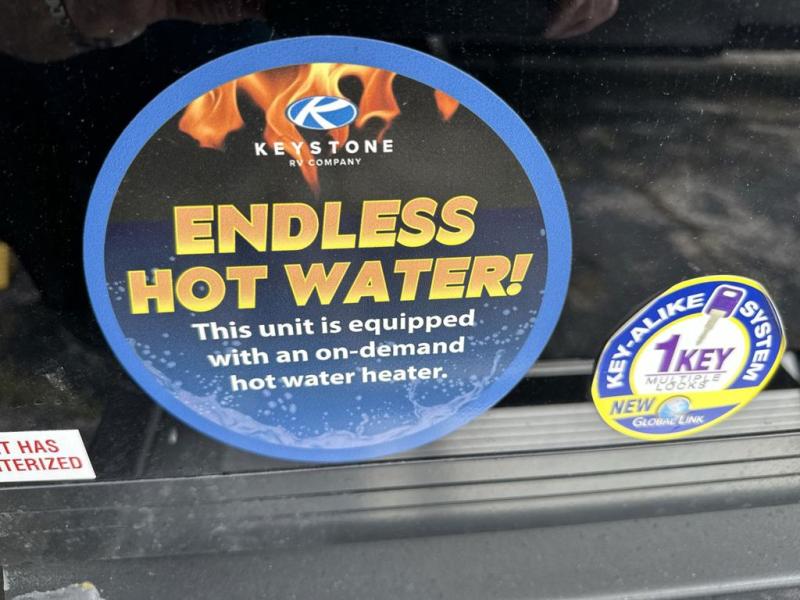 K
KEYSTONE
RV COMPANY
ENDLESS
HOT WATER!
This unit is equipped
with an on-demand
hot water heater.
KEY-ALIKE SYSTEM
1KEY
MULTIPLE
LOCKS
NEW
GLOBAL LINK
T HAS
TERIZED